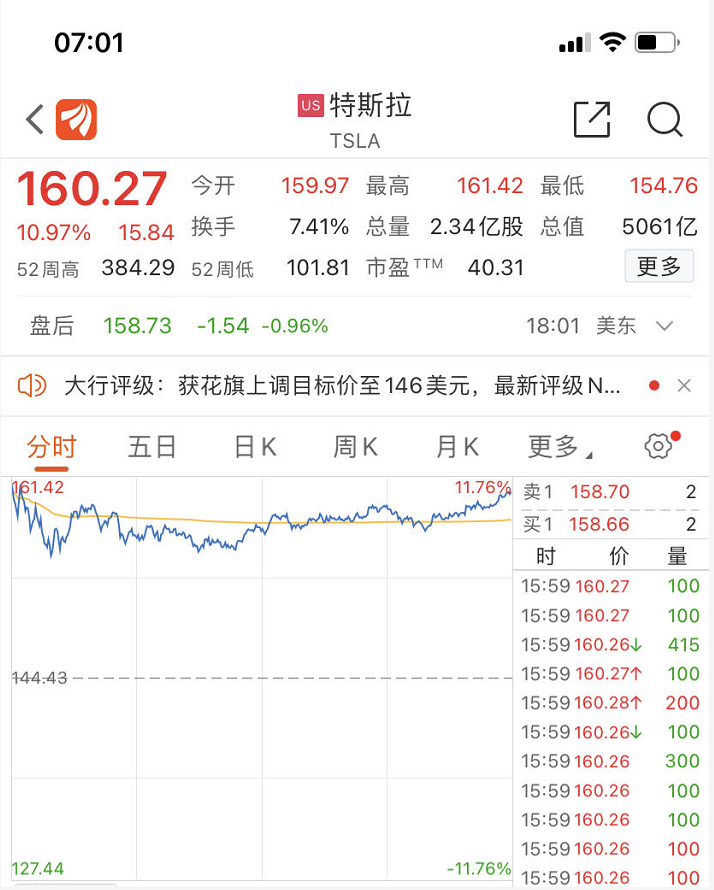 07:01
US 特斯拉
TSLA
160.27 今开 159.97 最高 161.42 最低 154.76
10.97% 15.84 换手 7.41% 总量 2.34亿股 总值 5061亿
52周高 384.29 52周低 101.81 市盈TTM 40.31 更多
盘后 158.73 -1.54 -0.96% 18:01 美东
大行评级：获花旗上调目标价至146美元，最新评级N...
分时 五日 日K 周K 月K 更多
161.42 11.76% 卖1 158.70 2
买1 158.66 2
时 价 量
15:59 160.27 100
15:59 160.27 100
15:59 160.26↓ 415
144.43 15:59 160.27↑ 100
15:59 160.28↑ 200
15:59 160.26↓ 100
15:59 160.26 300
15:59 160.26 100
15:59 160.26 100
15:59 160.26 100
127.44 -11.76% 15:59 160.26 100